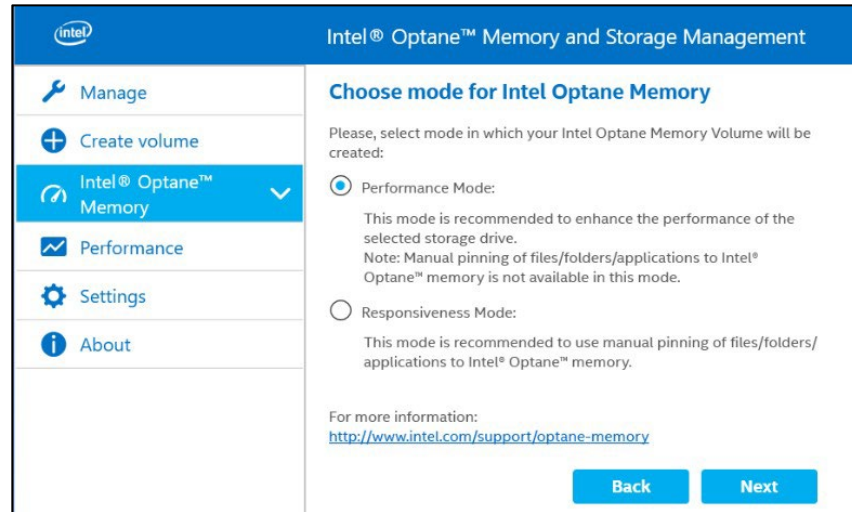 intel
Intel® Optane™ Memory and Storage Management
Manage
Create volume
Intel® Optane™
Memory
Performance
Settings
About
Choose mode for Intel Optane Memory
Please, select mode in which your Intel Optane Memory Volume will be
created:
Performance Mode:
This mode is recommended to enhance the performance of the
selected storage drive.
Note: Manual pinning of files/folders/applications to Intel®
Optane™ memory is not available in this mode.
Responsiveness Mode:
This mode is recommended to use manual pinning of files/folders/
applications to Intel® Optane™ memory.
For more information:
http://www.intel.com/support/optane-memory
Back
Next